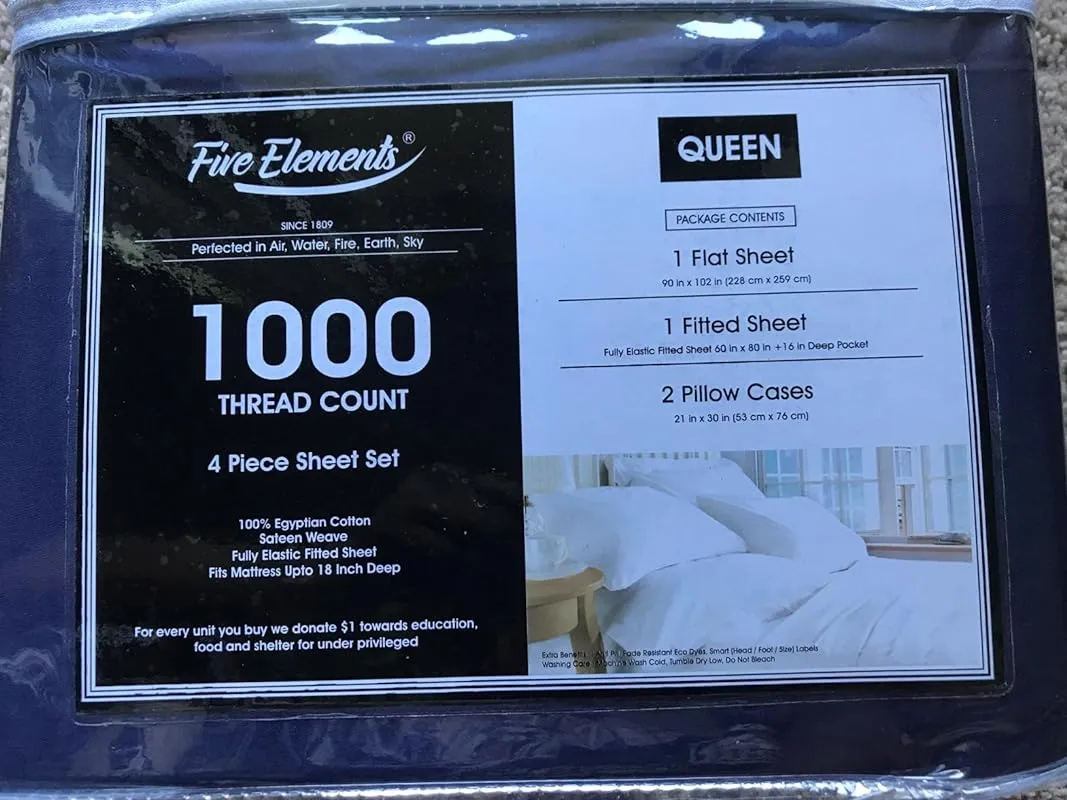 Five Elements®
SINCE 1809
Perfected in Air, Water, Fire, Earth, Sky
1000
THREAD COUNT
4 Piece Sheet Set
100% Egyptian Cotton
Sateen Weave
Fully Elastic Fitted Sheet
Fits Mattress Upto 18 Inch Deep
For every unit you buy we donate $1 towards education,
food and shelter for under privileged
QUEEN
PACKAGE CONTENTS
1 Flat Sheet
90 in x 102 in (228 cm x 259 cm)
1 Fitted Sheet
Fully Elastic Fitted Sheet 60 in x 80 in +16 in Deep Pocket
2 Pillow Cases
21 in x 30 in (53 cm x 76 cm)
Extra Benefits: Fade Resistant Eco Dyes, Smart (Head / Foot / Size) Labels
Washing Care: Machine Wash Cold, Tumble Dry Low, Do Not Bleach